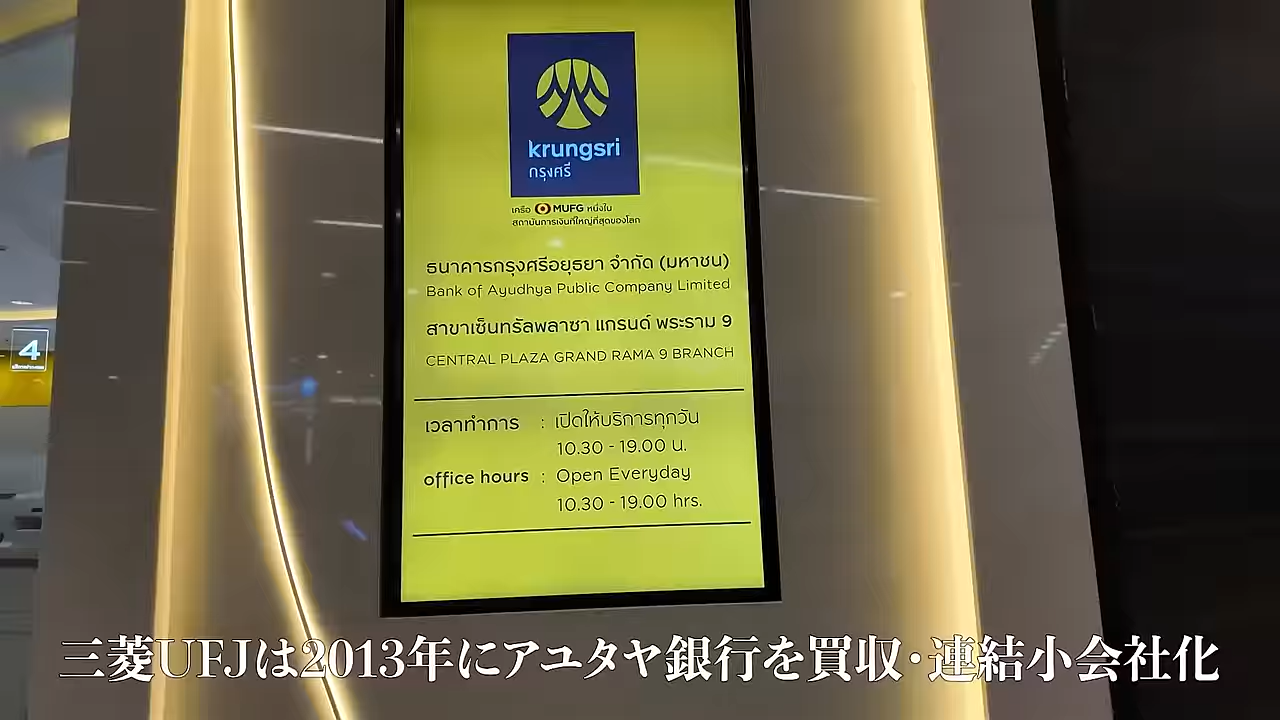 krungsri
กรุงศรี
เครือ MUFG หนึ่งใน
สถาบันการเงินที่ใหญ่ที่สุดของโลก
ธนาคารกรุงศรีอยุธยา จำกัด (มหาชน)
Bank of Ayudhya Public Company Limited
สาขาเซ็นทรัลพลาซา แกรนด์ พระราม 9
CENTRAL PLAZA GRAND RAMA 9 BRANCH
4
เวลาทำการ : เปิดให้บริการทุกวัน
10.30 - 19.00 น.
office hours : Open Everyday
10.30 - 19.00 hrs.
三菱UFJは2013年にアユタヤ銀行を買収・連結小会社化